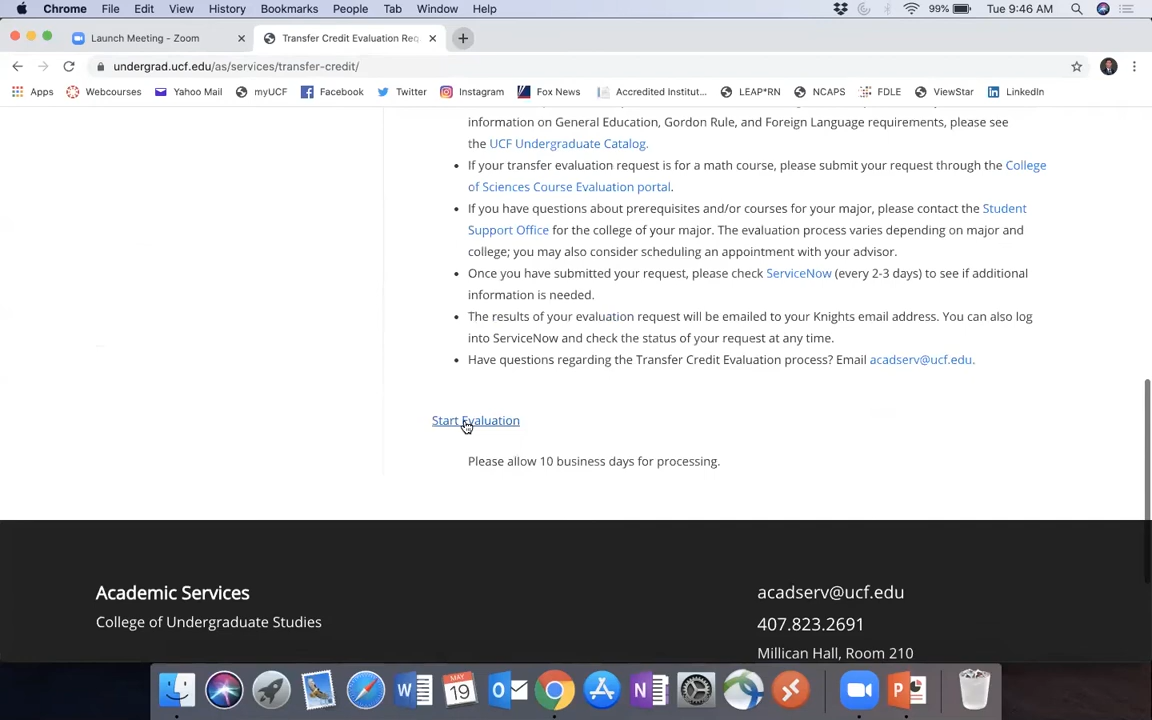 Chrome File Edit View History Bookmarks People Tab Window Help 99% Tue 9:46 AM
Launch Meeting - Zoom Transfer Credit Evaluation Req
undergrad.ucf.edu/as/services/transfer-credit/
Apps Webcourses Yahoo Mail myUCF Facebook Twitter Instagram Fox News Accredited Institut... LEAP*RN NCAPS FDLE ViewStar LinkedIn
information on General Education, Gordon Rule, and Foreign Language requirements, please see
the UCF Undergraduate Catalog.
• If your transfer evaluation request is for a math course, please submit your request through the College
of Sciences Course Evaluation portal.
• If you have questions about prerequisites and/or courses for your major, please contact the Student
Support Office for the college of your major. The evaluation process varies depending on major and
college; you may also consider scheduling an appointment with your advisor.
• Once you have submitted your request, please check ServiceNow (every 2-3 days) to see if additional
information is needed.
• The results of your evaluation request will be emailed to your Knights email address. You can also log
into ServiceNow and check the status of your request at any time.
• Have questions regarding the Transfer Credit Evaluation process? Email acadserv@ucf.edu.
Start Evaluation
Please allow 10 business days for processing.
Academic Services
College of Undergraduate Studies
acadserv@ucf.edu
407.823.2691
Millican Hall, Room 210
MAY
19